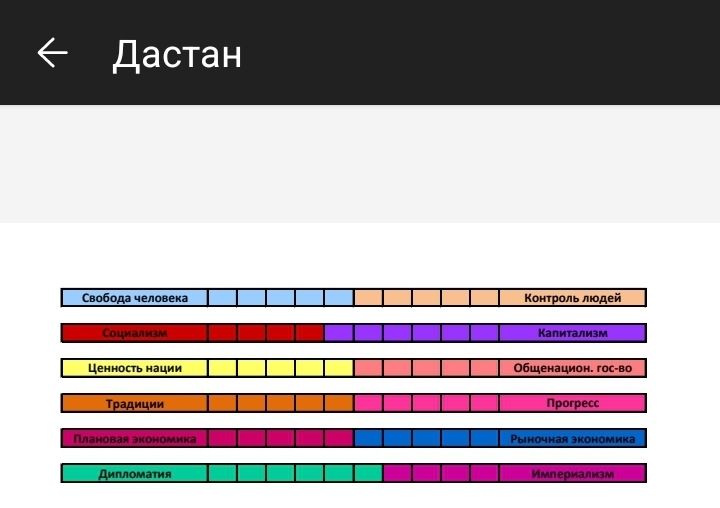 Дастан
Свобода человека Контроль людей
Социализм Капитализм
Ценность нации Общенацион. гос-во
Традиции Прогресс
Плановая экономика Рыночная экономика
Дипломатия Империализм